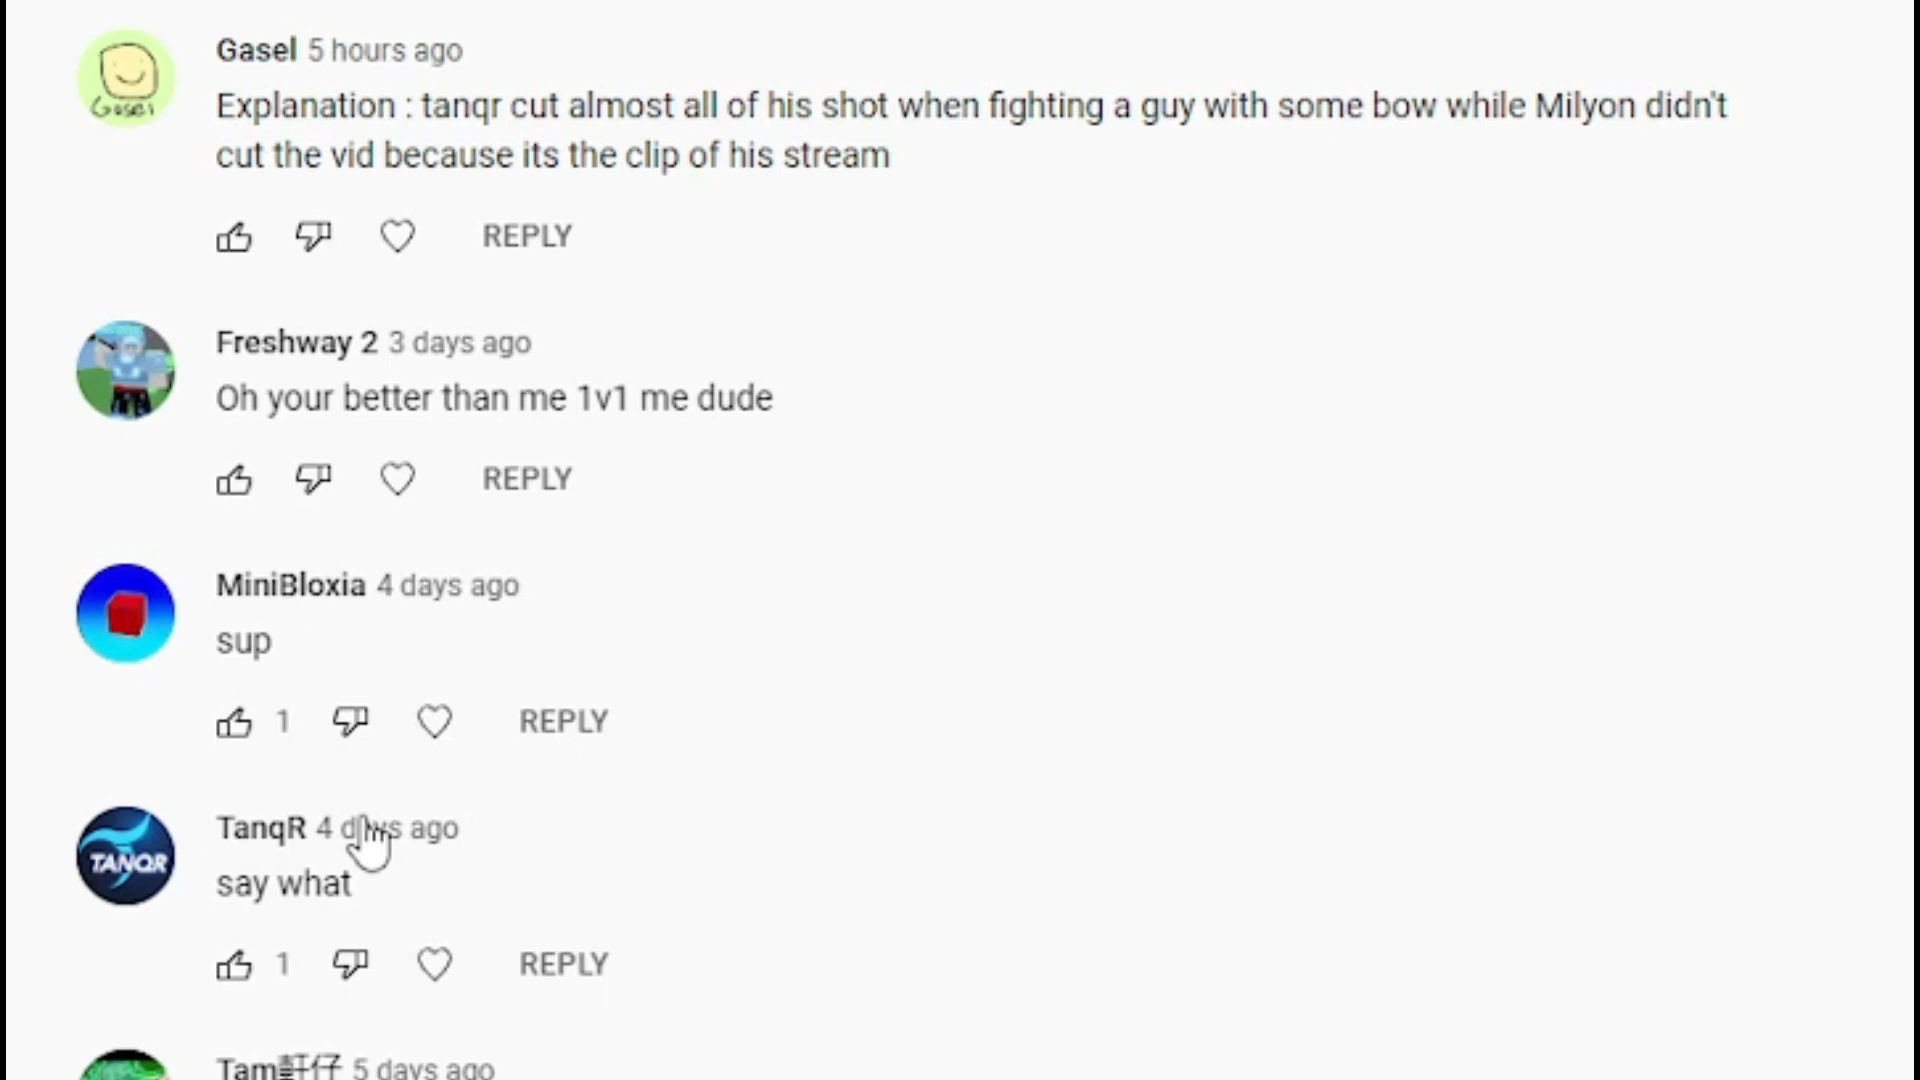 Gasel 5 hours ago
Gasel
Explanation : tanqr cut almost all of his shot when fighting a guy with some bow while Milyon didn't
cut the vid because its the clip of his stream
REPLY
Freshway 2 3 days ago
Oh your better than me 1v1 me dude
REPLY
MiniBloxia 4 days ago
sup
1 REPLY
TanqR 4 days ago
TANQR
say what
1 REPLY
Tam軒仔 5 days ago